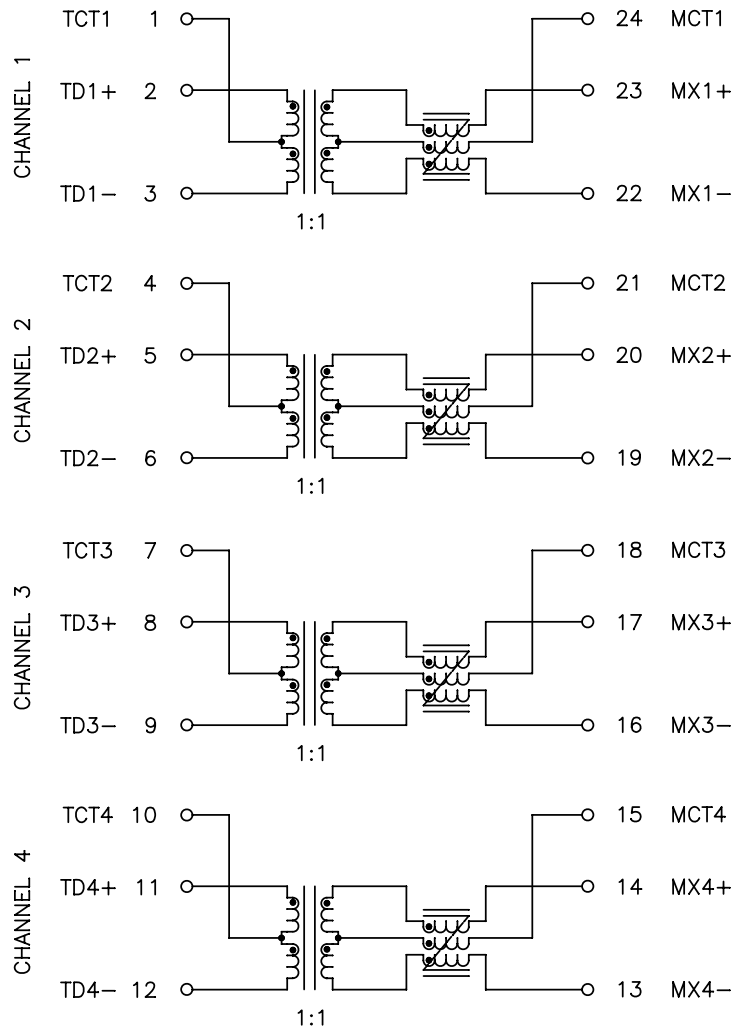 CHANNEL 1
TCT1 1 24 MCT1
TD1+ 2 23 MX1+
TD1− 3 22 MX1−
1:1
CHANNEL 2
TCT2 4 21 MCT2
TD2+ 5 20 MX2+
TD2− 6 19 MX2−
1:1
CHANNEL 3
TCT3 7 18 MCT3
TD3+ 8 17 MX3+
TD3− 9 16 MX3−
1:1
CHANNEL 4
TCT4 10 15 MCT4
TD4+ 11 14 MX4+
TD4− 12 13 MX4−
1:1